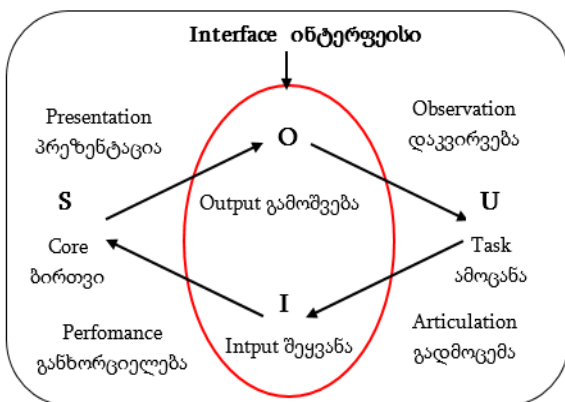 Interface ინტერფეისი
Presentation
პრეზენტაცია
Observation
დაკვირვება
O
S
Output გამოშვება
U
Core
ბირთვი
Task
ამოცანა
I
Perfomance
განხორციელება
Intput შეყვანა
Articulation
გადმოცემა